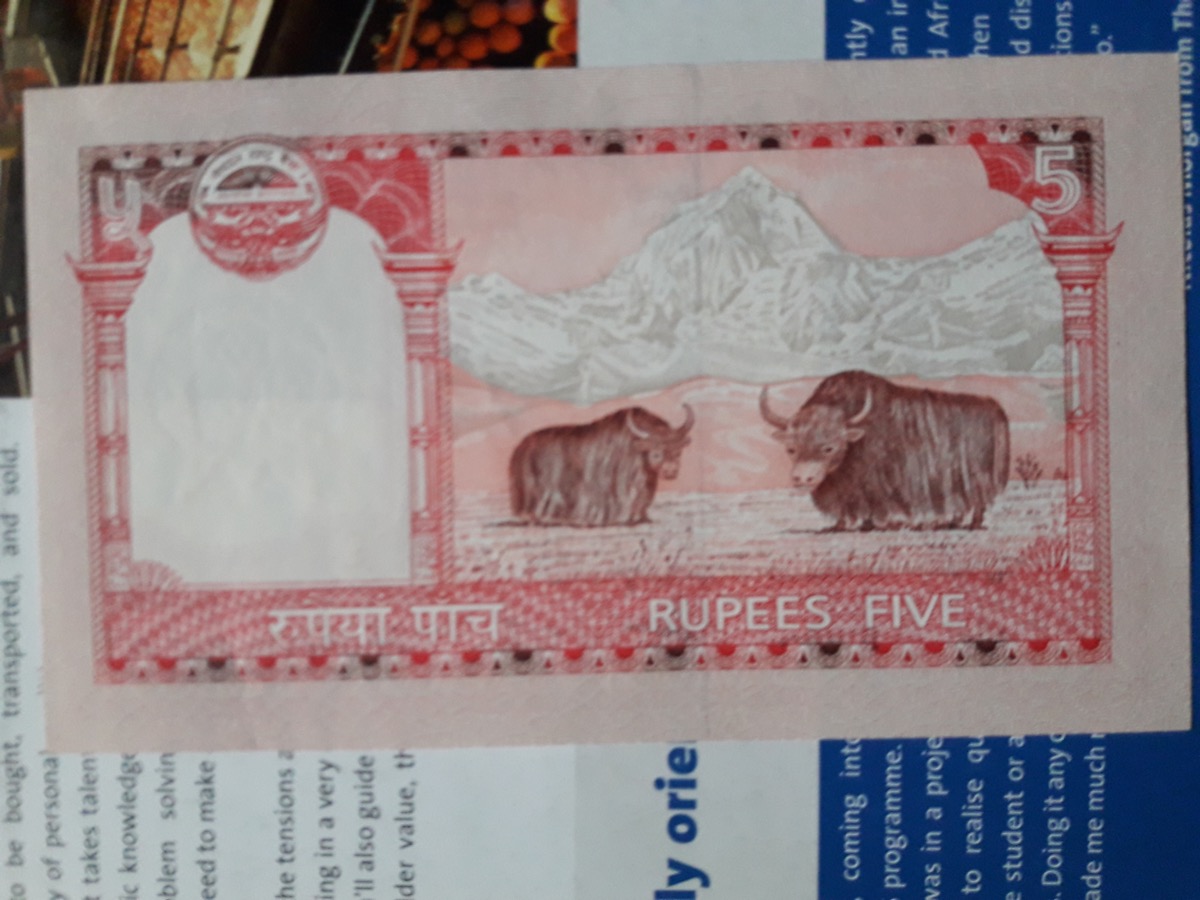 to be bought, transported, and sold.
y of personal
t takes talent
ic knowledge
oblem solvin
eed to make
he tensions a
ing in a very
'll also guide
lder value, th
५
रुपैयाँ पाँच
RUPEES FIVE
5
ly orie
, coming into
programme.
was in a proje
to realise qu
e student or a
. Doing it any c
ade me much
ntly
an in
d Afr
hen
d dis
tions
o.”
Morgan from The